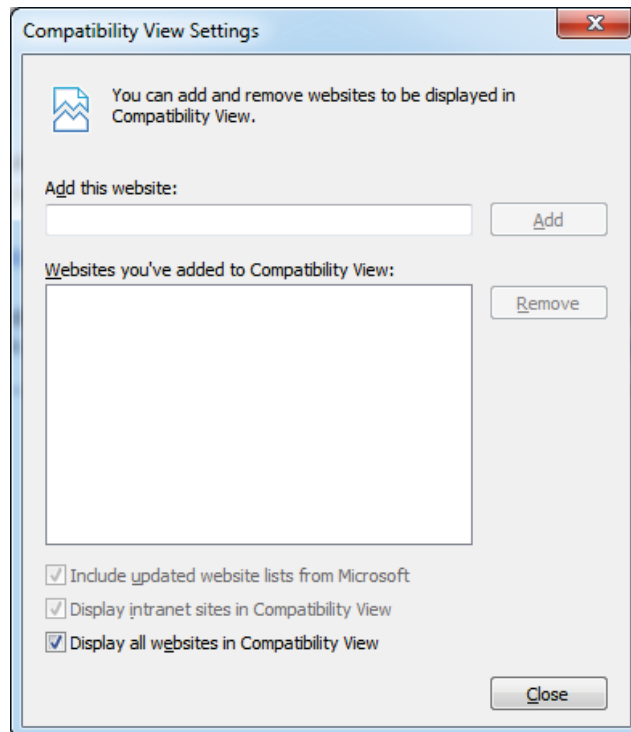 Compatibility View Settings
You can add and remove websites to be displayed in
Compatibility View.
Add this website:
Add
Websites you've added to Compatibility View:
Remove
Include updated website lists from Microsoft
Display intranet sites in Compatibility View
Display all websites in Compatibility View
Close